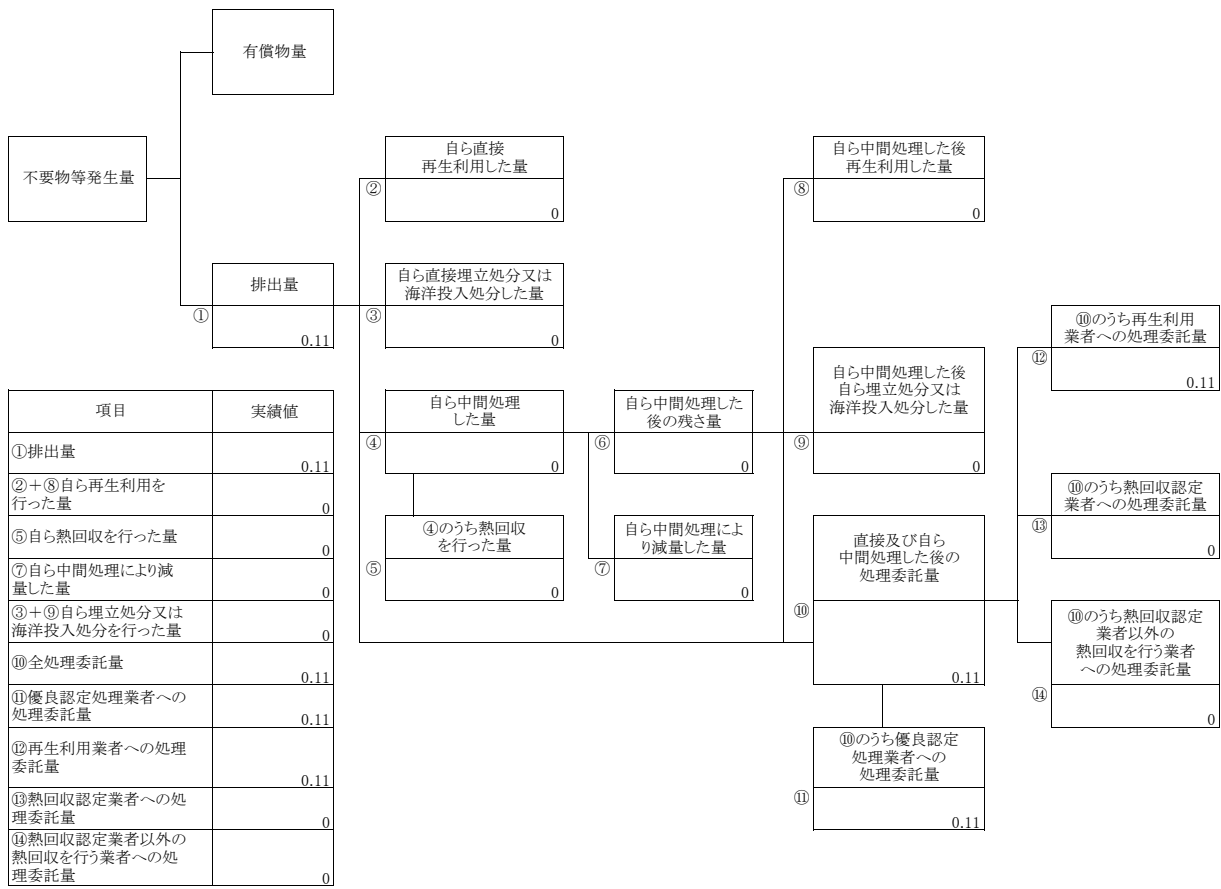 有償物量
不要物等発生量
自ら直接
再生利用した量
②
0
自ら中間処理した後
再生利用した量
⑧
0
排出量
①
0.11
自ら直接埋立処分又は
海洋投入処分した量
③
0
⑩のうち再生利用
業者への処理委託量
⑫
0.11
自ら中間処理
した量
④
0
自ら中間処理した
後の残さ量
⑥
0
自ら中間処理した後
自ら埋立処分又は
海洋投入処分した量
⑨
0
⑩のうち熱回収認定
業者への処理委託量
⑬
0
④のうち熱回収
を行った量
⑤
0
自ら中間処理によ
り減量した量
⑦
0
直接及び自ら
中間処理した後の
処理委託量
⑩
0.11
⑩のうち熱回収認定
業者以外の
熱回収を行う業者
への処理委託量
⑭
0
⑩のうち優良認定
処理業者への
処理委託量
⑪
0.11
項目 実績値
①排出量
0.11
②＋⑧自ら再生利用を
行った量
0
⑤自ら熱回収を行った量
0
⑦自ら中間処理により減
量した量
0
③＋⑨自ら埋立処分又は
海洋投入処分を行った量
0
⑩全処理委託量
0.11
⑪優良認定処理業者への
処理委託量
0.11
⑫再生利用業者への処理
委託量
0.11
⑬熱回収認定業者への処
理委託量
0
⑭熱回収認定業者以外の
熱回収を行う業者への処
理委託量
0